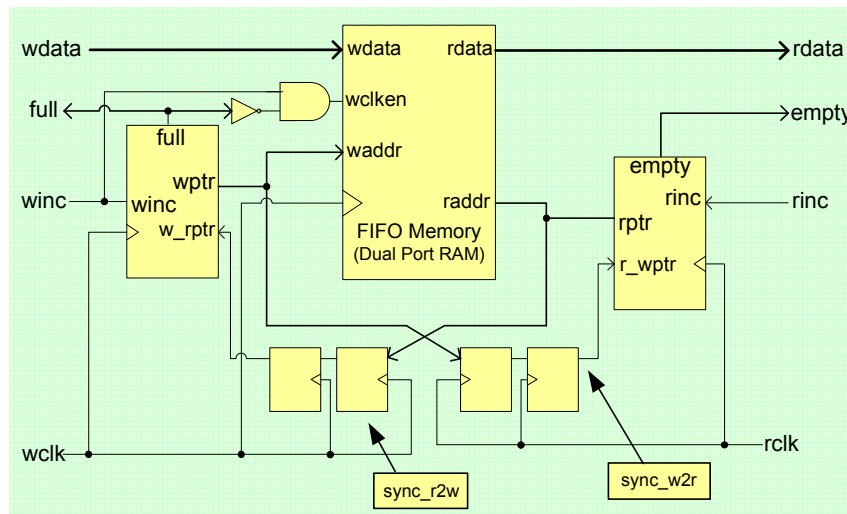 wdata
wdata
rdata
rdata
full
wclken
empty
full
waddr
empty
wptr
winc
winc
raddr
rinc
rinc
w_rptr
FIFO Memory
(Dual Port RAM)
rptr
r_wptr
wclk
rclk
sync_r2w
sync_w2r